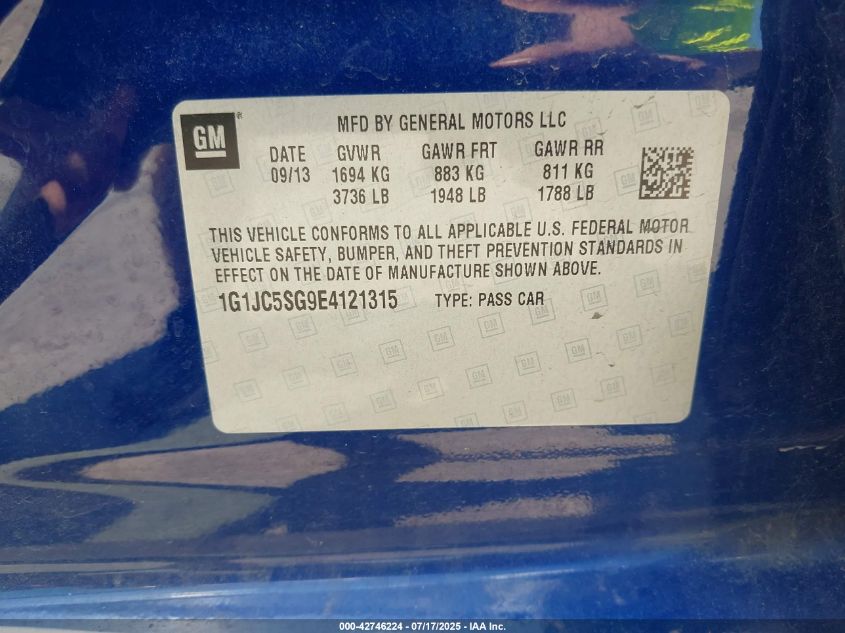 GM ®
MFD BY GENERAL MOTORS LLC
DATE GVWR GAWR FRT GAWR RR
09/13 1694 KG 883 KG 811 KG
3736 LB 1948 LB 1788 LB
THIS VEHICLE CONFORMS TO ALL APPLICABLE U.S. FEDERAL MOTOR
VEHICLE SAFETY, BUMPER, AND THEFT PREVENTION STANDARDS IN
EFFECT ON THE DATE OF MANUFACTURE SHOWN ABOVE.
1G1JC5SG9E4121315 TYPE: PASS CAR
000-42746224 - 07/17/2025 - IAA Inc.